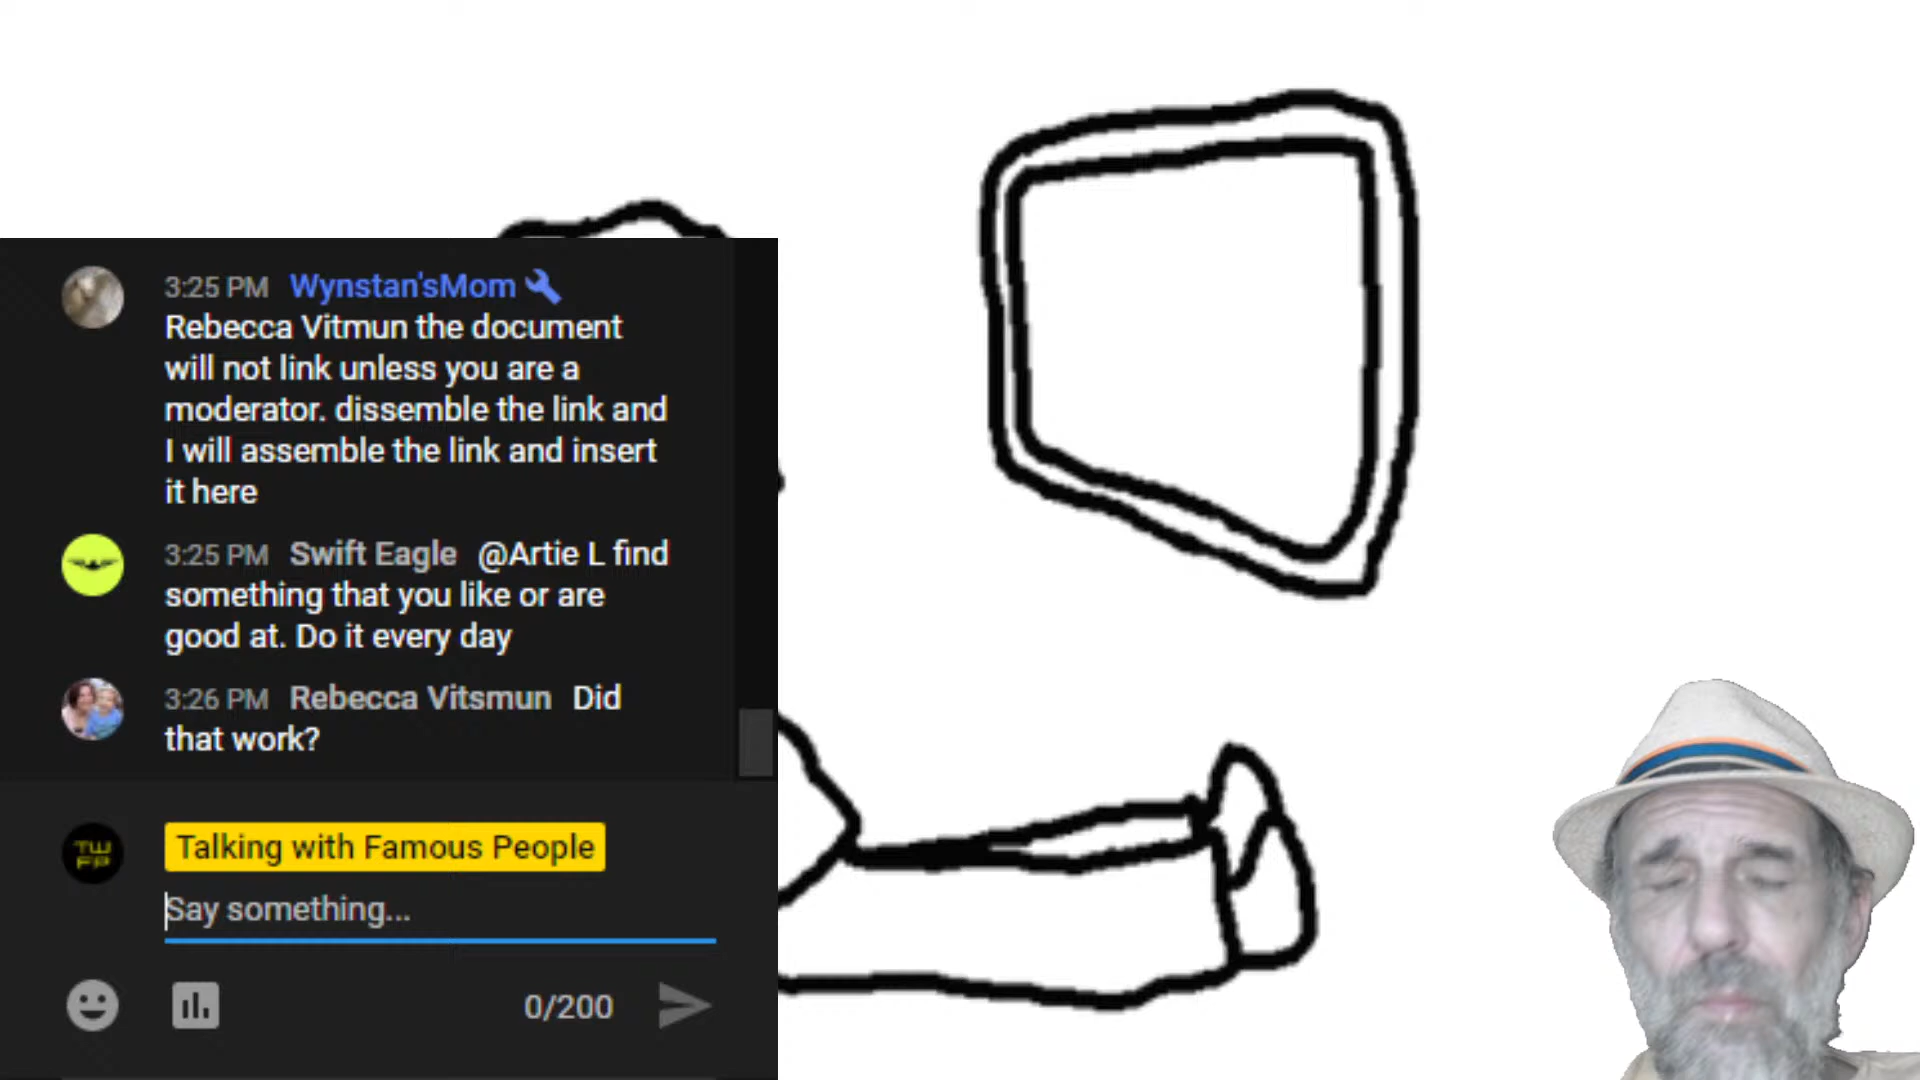 3:25 PM Wynstan'sMom
Rebecca Vitmun the document
will not link unless you are a
moderator. dissemble the link and
I will assemble the link and insert
it here
3:25 PM Swift Eagle @Artie L find
something that you like or are
good at. Do it every day
3:26 PM Rebecca Vitsmun Did
that work?
TW
FP
Talking with Famous People
Say something...
0/200